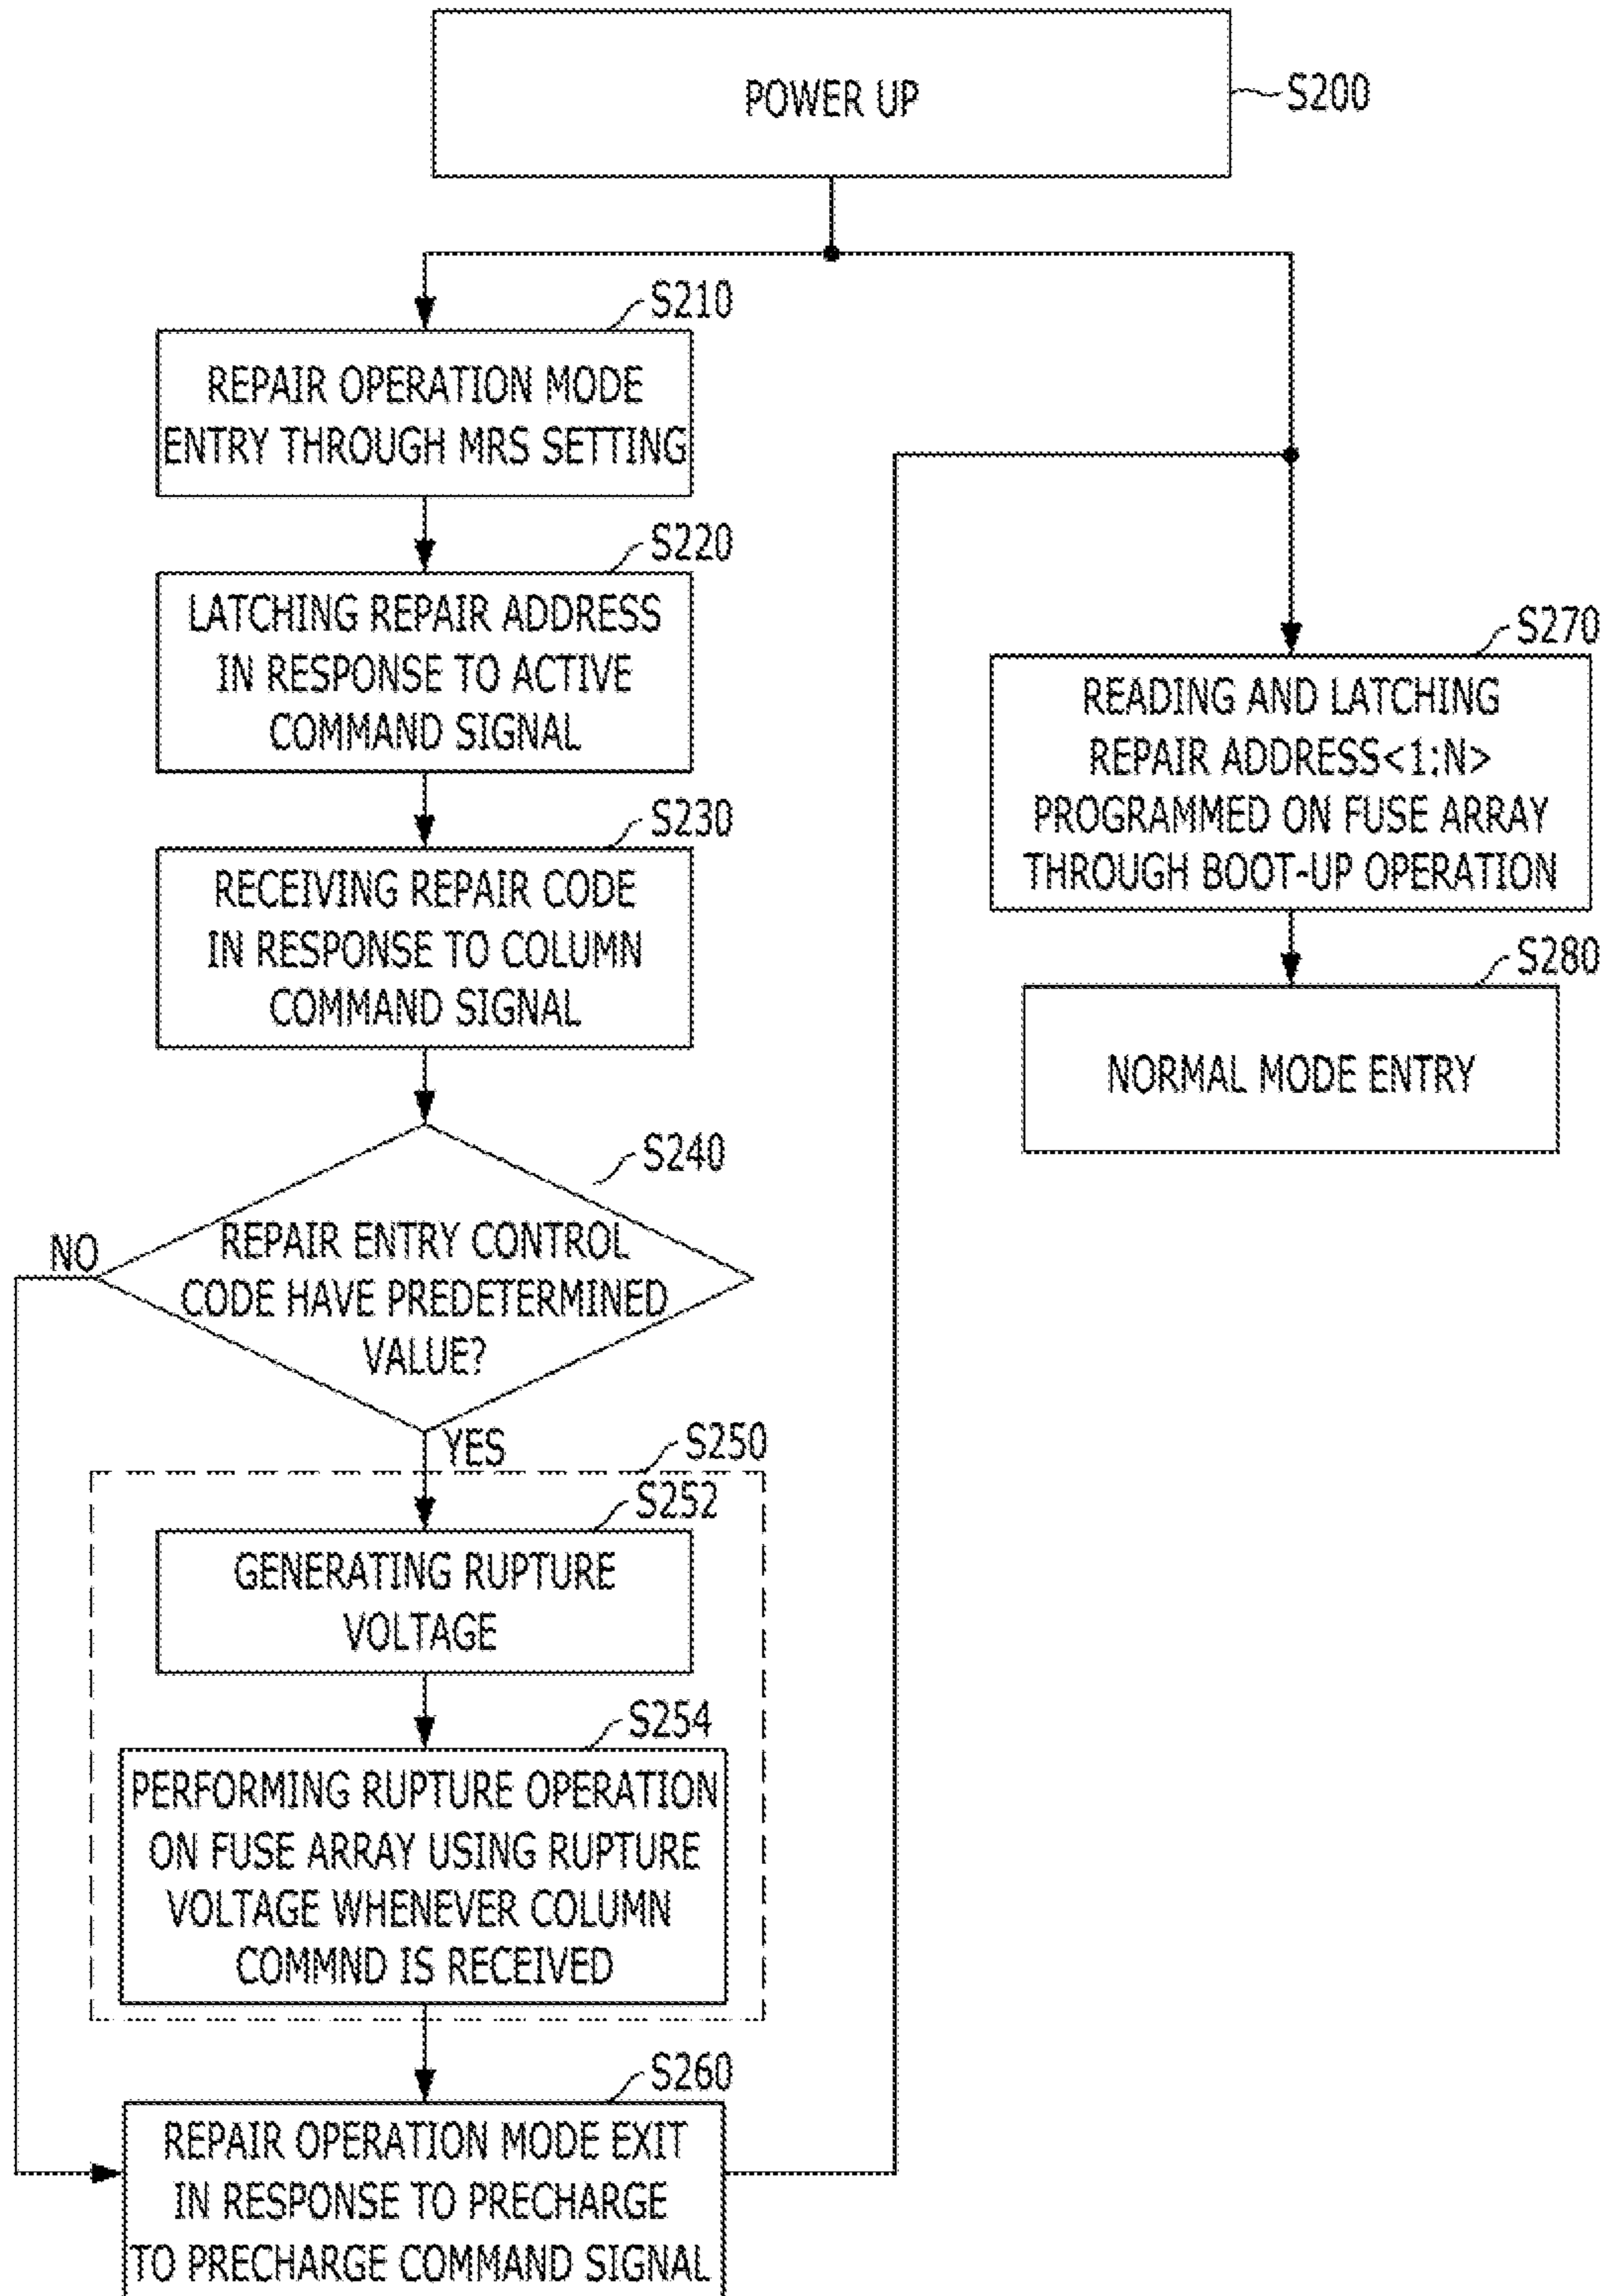 POWER UP
S200
S210
REPAIR OPERATION MODE
ENTRY THROUGH MRS SETTING
S220
LATCHING REPAIR ADDRESS
IN RESPONSE TO ACTIVE
COMMAND SIGNAL
S230
RECEIVING REPAIR CODE
IN RESPONSE TO COLUMN
COMMAND SIGNAL
S240
REPAIR ENTRY CONTROL
CODE HAVE PREDETERMINED
VALUE?
NO
YES
S250
S252
GENERATING RUPTURE
VOLTAGE
S254
PERFORMING RUPTURE OPERATION
ON FUSE ARRAY USING RUPTURE
VOLTAGE WHENEVER COLUMN
COMMND IS RECEIVED
S260
REPAIR OPERATION MODE EXIT
IN RESPONSE TO PRECHARGE
TO PRECHARGE COMMAND SIGNAL
S270
READING AND LATCHING
REPAIR ADDRESS<1:N>
PROGRAMMED ON FUSE ARRAY
THROUGH BOOT-UP OPERATION
S280
NORMAL MODE ENTRY